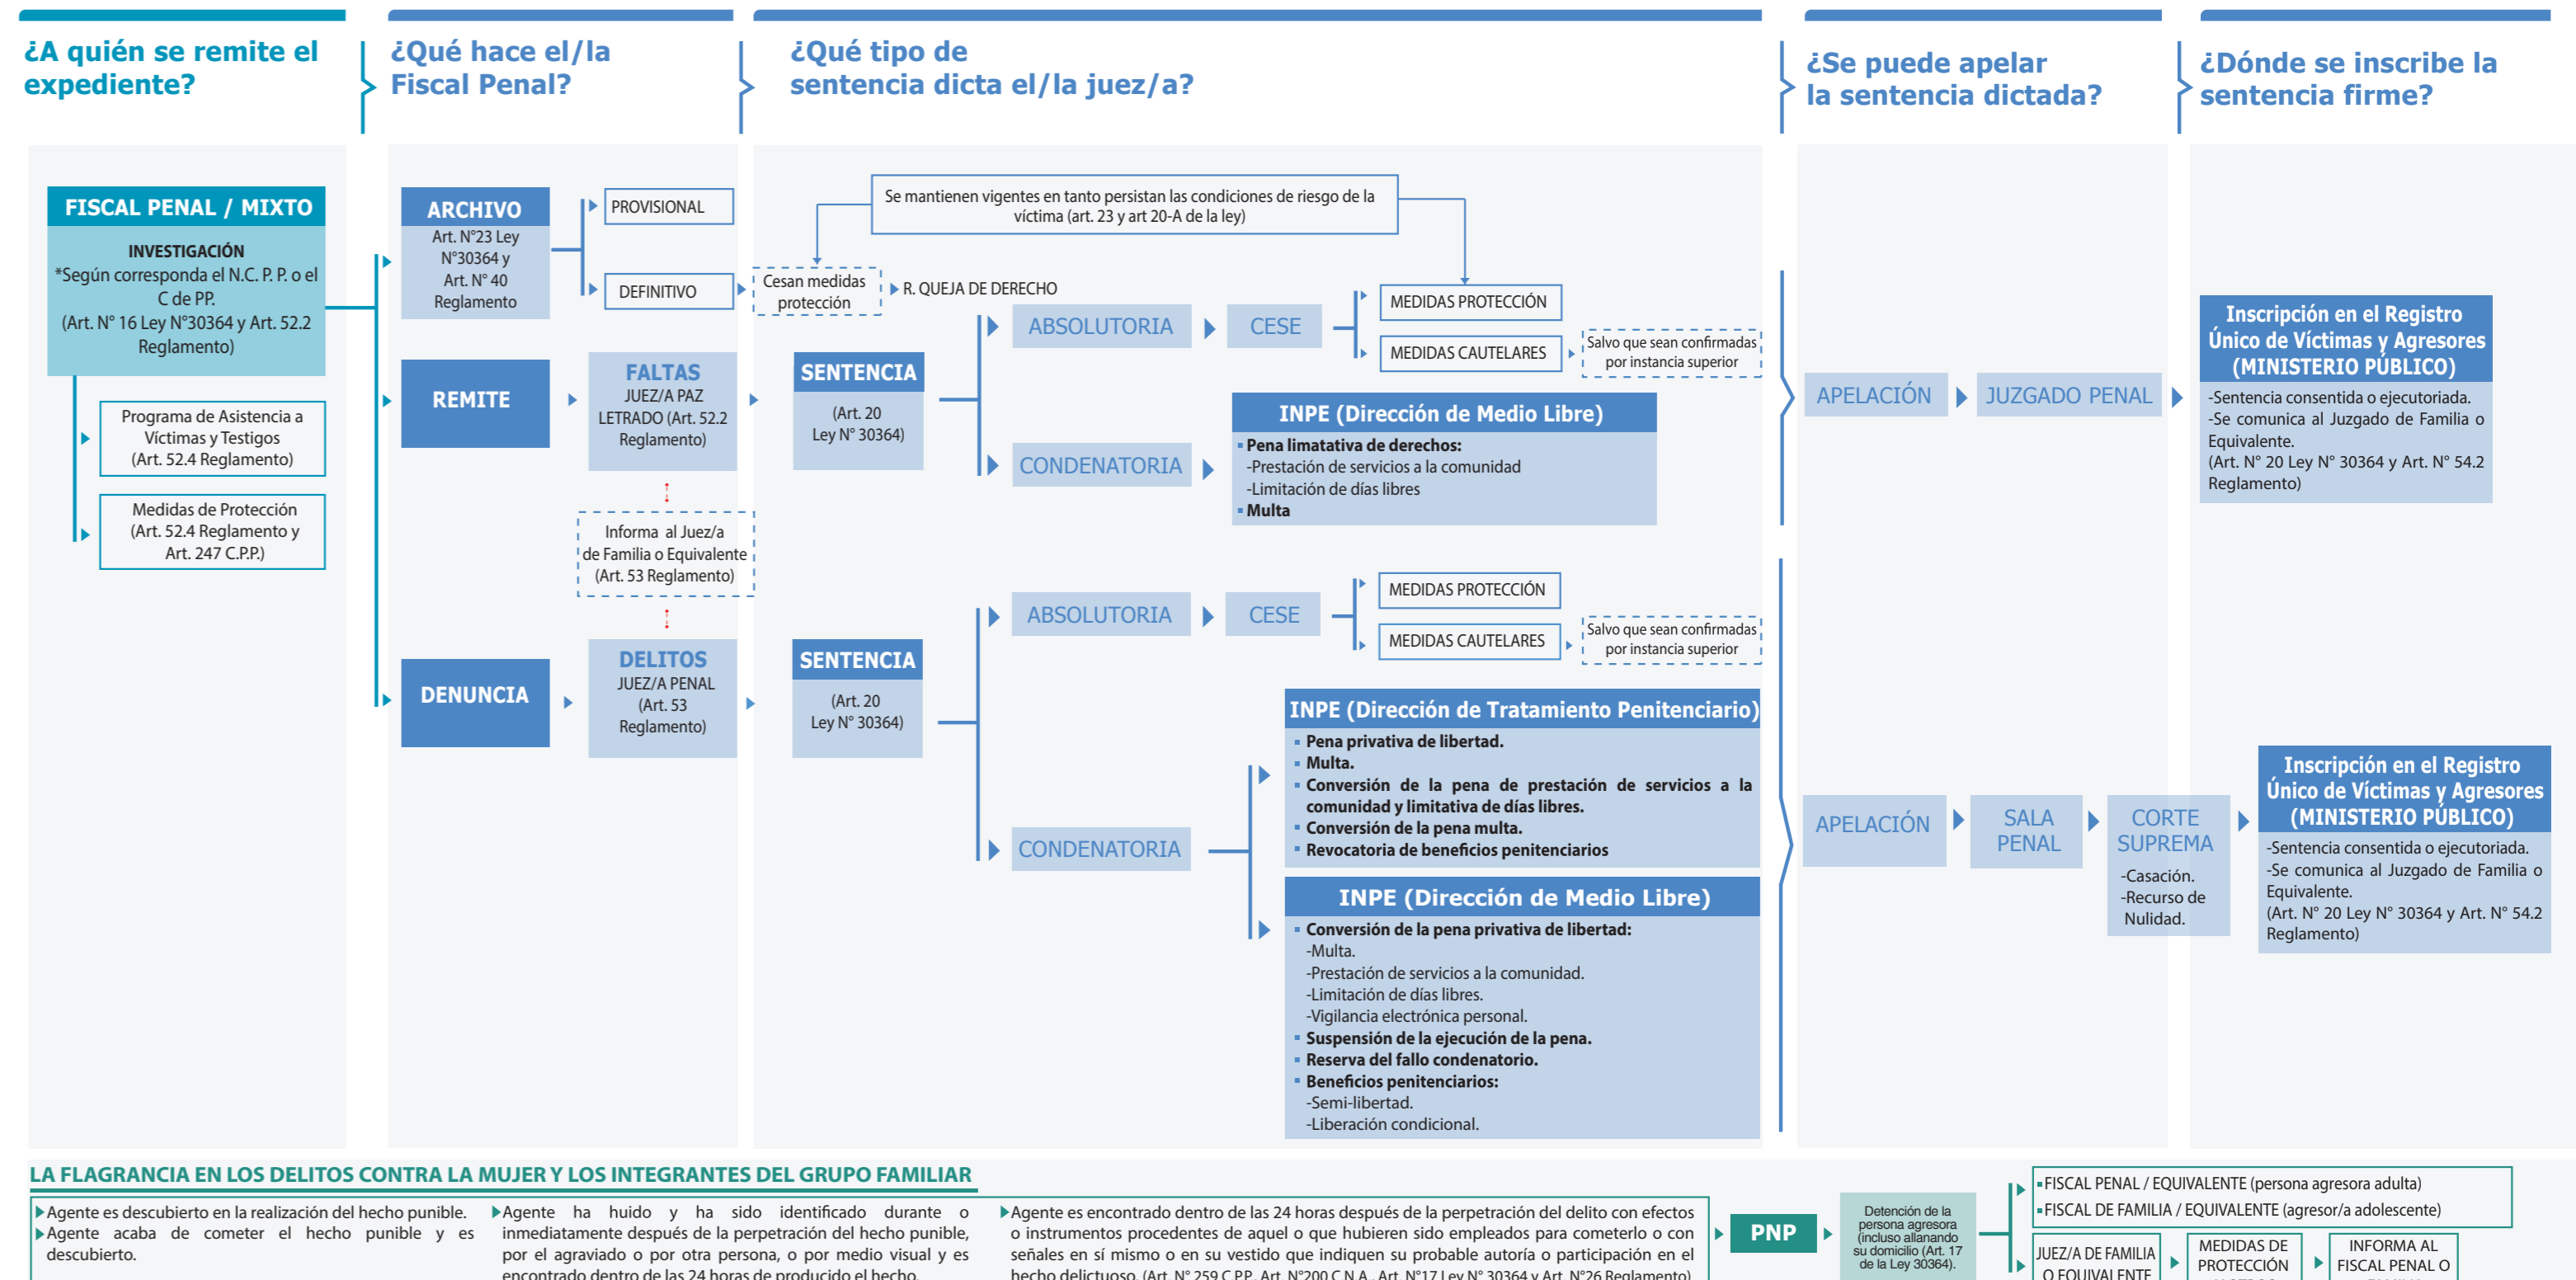 ¿A quién se remite el
expediente?
¿Qué hace el/la
Fiscal Penal?
¿Qué tipo de
sentencia dicta el/la juez/a?
¿Se puede apelar
la sentencia dictada?
¿Dónde se inscribe la
sentencia firme?
FISCAL PENAL / MIXTO
INVESTIGACIÓN
*Según corresponda el N.C. P. P. o el
C de PP.
(Art. N° 16 Ley N°30364 y Art. 52.2
Reglamento)
Programa de Asistencia a
Víctimas y Testigos
(Art. 52.4 Reglamento)
Medidas de Protección
(Art. 52.4 Reglamento y
Art. 247 C.P.P.)
ARCHIVO
Art. N°23 Ley
N°30364 y
Art. N° 40
Reglamento
PROVISIONAL
DEFINITIVO
REMITE
FALTAS
JUEZ/A PAZ
LETRADO (Art. 52.2
Reglamento)
Informa al Juez/a
de Familia o Equivalente
(Art. 53 Reglamento)
DENUNCIA
DELITOS
JUEZ/A PENAL
(Art. 53
Reglamento)
Se mantienen vigentes en tanto persistan las condiciones de riesgo de la
víctima (art. 23 y art 20-A de la ley)
Cesan medidas
protección
R. QUEJA DE DERECHO
SENTENCIA
(Art. 20
Ley N° 30364)
ABSOLUTORIA
CESE
MEDIDAS PROTECCIÓN
MEDIDAS CAUTELARES
Salvo que sean confirmadas
por instancia superior
CONDENATORIA
INPE (Dirección de Medio Libre)
Pena limatativa de derechos:
-Prestación de servicios a la comunidad
-Limitación de días libres
Multa
SENTENCIA
(Art. 20
Ley N° 30364)
ABSOLUTORIA
CESE
MEDIDAS PROTECCIÓN
MEDIDAS CAUTELARES
Salvo que sean confirmadas
por instancia superior
CONDENATORIA
INPE (Dirección de Tratamiento Penitenciario)
Pena privativa de libertad.
Multa.
Conversión de la pena de prestación de servicios a la
comunidad y limitativa de días libres.
Conversión de la pena multa.
Revocatoria de beneficios penitenciarios
INPE (Dirección de Medio Libre)
Conversión de la pena privativa de libertad:
-Multa.
-Prestación de servicios a la comunidad.
-Limitación de días libres.
-Vigilancia electrónica personal.
Suspensión de la ejecución de la pena.
Reserva del fallo condenatorio.
Beneficios penitenciarios:
-Semi-libertad.
-Liberación condicional.
APELACIÓN
JUZGADO PENAL
Inscripción en el Registro
Único de Víctimas y Agresores
(MINISTERIO PÚBLICO)
-Sentencia consentida o ejecutoriada.
-Se comunica al Juzgado de Familia o
Equivalente.
(Art. N° 20 Ley N° 30364 y Art. N° 54.2
Reglamento)
APELACIÓN
SALA
PENAL
CORTE
SUPREMA
-Casación.
-Recurso de
Nulidad.
Inscripción en el Registro
Único de Víctimas y Agresores
(MINISTERIO PÚBLICO)
-Sentencia consentida o ejecutoriada.
-Se comunica al Juzgado de Familia o
Equivalente.
(Art. N° 20 Ley N° 30364 y Art. N° 54.2
Reglamento)
LA FLAGRANCIA EN LOS DELITOS CONTRA LA MUJER Y LOS INTEGRANTES DEL GRUPO FAMILIAR
Agente es descubierto en la realización del hecho punible.
Agente acaba de cometer el hecho punible y es
descubierto.
Agente ha huido y ha sido identificado durante o
inmediatamente después de la perpetración del hecho punible,
por el agraviado o por otra persona, o por medio visual y es
encontrado dentro de las 24 horas de producido el hecho.
Agente es encontrado dentro de las 24 horas después de la perpetración del delito con efectos
o instrumentos procedentes de aquel o que hubieren sido empleados para cometerlo o con
señales en sí mismo o en su vestido que indiquen su probable autoría o participación en el
hecho delictuoso. (Art. N° 259 C.P.P., Art. N°200 C.N.A., Art. N°17 Ley N° 30364 y Art. N°26 Reglamento)
PNP
Detención de la
persona agresora
(incluso allanando
su domicilio (Art. 17
de la Ley 30364).
FISCAL PENAL / EQUIVALENTE (persona agresora adulta)
FISCAL DE FAMILIA / EQUIVALENTE (agresor/a adolescente)
JUEZ/A DE FAMILIA
O EQUIVALENTE
MEDIDAS DE
PROTECCIÓN
INFORMA AL
FISCAL PENAL O